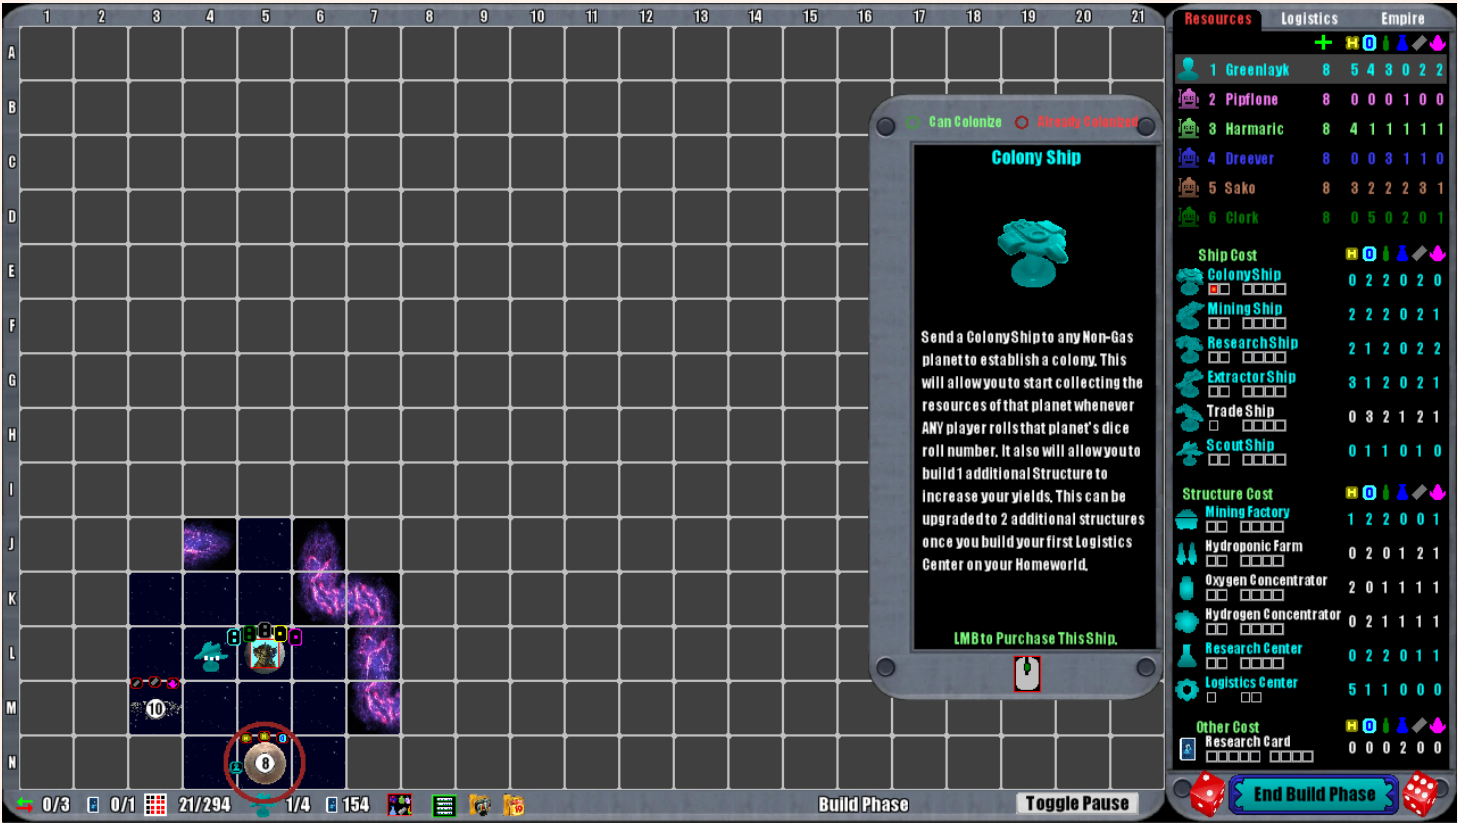 1 2 3 4 5 6 7 8 9 10 11 12 13 14 15 16 17 18 19 20 21
A
B
C
D
E
F
G
H
I
J
K
L
M
N
10
8
Can Colonize Already Colonized
Colony Ship
Send a Colony Ship to any Non-Gas
planet to establish a colony. This
will allow you to start collecting the
resources of that planet whenever
ANY player rolls that planet's dice
roll number. It also will allow you to
build 1 additional Structure to
increase your yields. This can be
upgraded to 2 additional structures
once you build your first Logistics
Center on your Homeworld.
LMB to Purchase This Ship.
Resources Logistics Empire
H O
1 Greenlayk 8 5 4 3 0 2 2
2 Pipflone 8 0 0 0 1 0 0
3 Harmaric 8 4 1 1 1 1 1
4 Dreever 8 0 0 3 1 1 0
5 Sako 8 3 2 2 2 3 1
6 Clork 8 0 5 0 2 0 1
Ship Cost H O
Colony Ship 0 2 2 0 2 0
Mining Ship 2 2 2 0 2 1
Research Ship 2 1 2 0 2 2
Extractor Ship 3 1 2 0 2 1
Trade Ship 0 3 2 1 2 1
Scout Ship 0 1 1 0 1 0
Structure Cost H O
Mining Factory 1 2 2 0 0 1
Hydroponic Farm 0 2 0 1 2 1
Oxygen Concentrator 2 0 1 1 1 1
Hydrogen Concentrator 0 2 1 1 1 1
Research Center 0 2 2 0 1 1
Logistics Center 5 1 1 0 0 0
Other Cost H O
Research Card 0 0 0 2 0 0
0/3 0/1 21/294 1/4 154 Build Phase Toggle Pause
End Build Phase